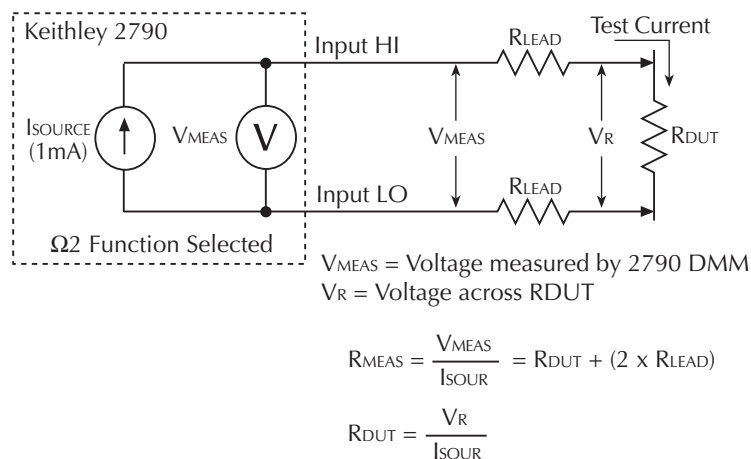 Keithley 2790
Input HI
RLEAD
Test Current
ISOURCE
(1mA)
VMEAS
V
VMEAS
VR
RDUT
RLEAD
Input LO
Ω2 Function Selected
VMEAS = Voltage measured by 2790 DMM
VR = Voltage across RDUT
RMEAS = VMEAS / ISOUR = RDUT + (2 x RLEAD)
RDUT = VR / ISOUR